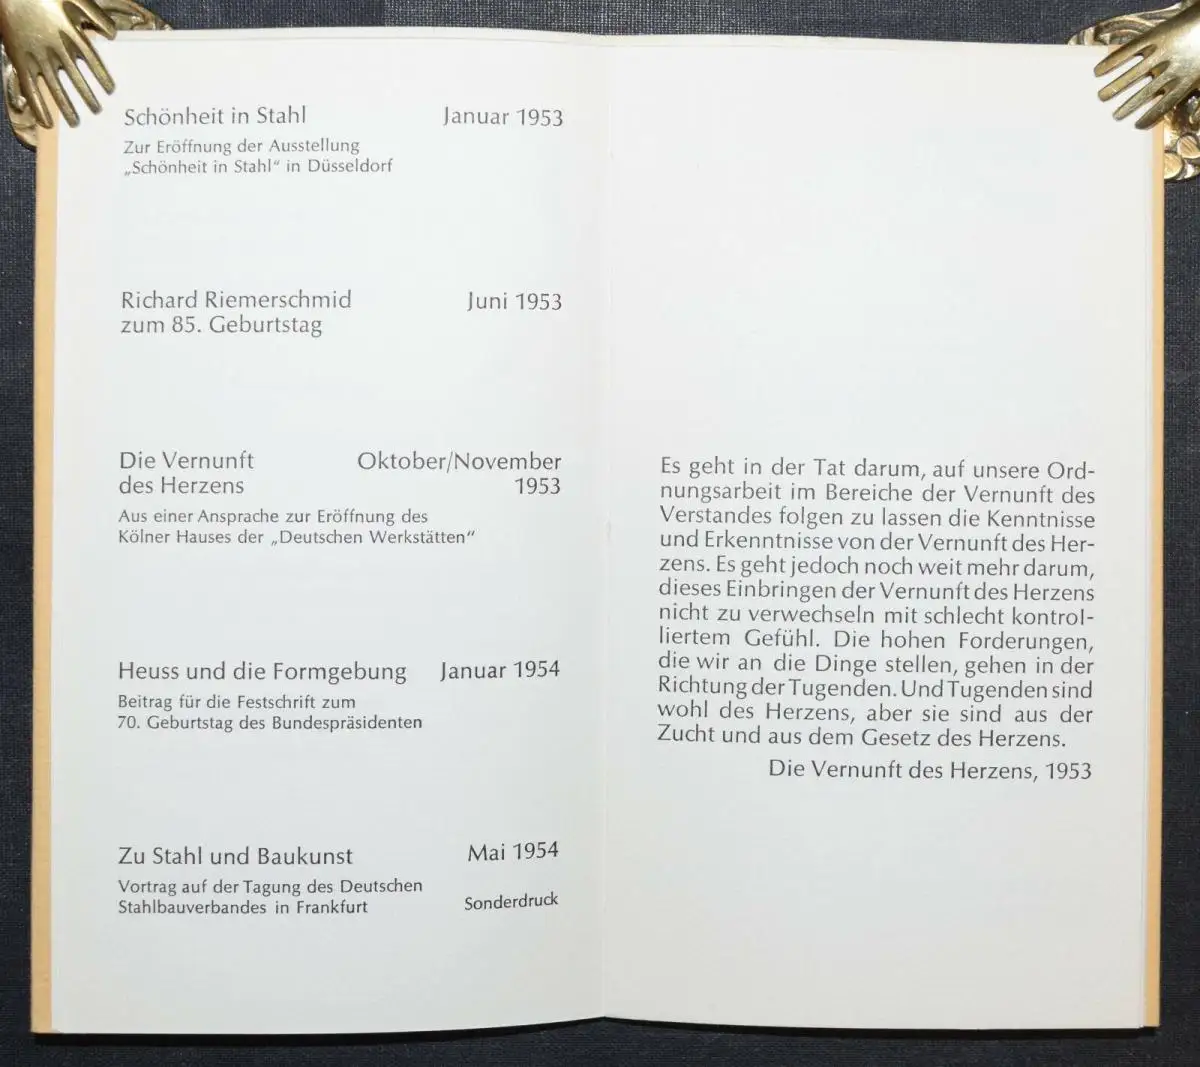 Schönheit in Stahl Januar 1953
Zur Eröffnung der Ausstellung
„Schönheit in Stahl“ in Düsseldorf
Richard Riemerschmid Juni 1953
zum 85. Geburtstag
Die Vernunft Oktober/November
des Herzens 1953
Aus einer Ansprache zur Eröffnung des
Kölner Hauses der „Deutschen Werkstätten“
Heuss und die Formgebung Januar 1954
Beitrag für die Festschrift zum
70. Geburtstag des Bundespräsidenten
Zu Stahl und Baukunst Mai 1954
Vortrag auf der Tagung des Deutschen
Stahlbauverbandes in Frankfurt Sonderdruck
Es geht in der Tat darum, auf unsere Ord-
nungsarbeit im Bereiche der Vernunft des
Verstandes folgen zu lassen die Kenntnisse
und Erkenntnisse von der Vernunft des Her-
zens. Es geht jedoch noch weit mehr darum,
dieses Einbringen der Vernunft des Herzens
nicht zu verwechseln mit schlecht kontrol-
liertem Gefühl. Die hohen Forderungen,
die wir an die Dinge stellen, gehen in der
Richtung der Tugenden. Und Tugenden sind
wohl des Herzens, aber sie sind aus der
Zucht und aus dem Gesetz des Herzens.
Die Vernunft des Herzens, 1953